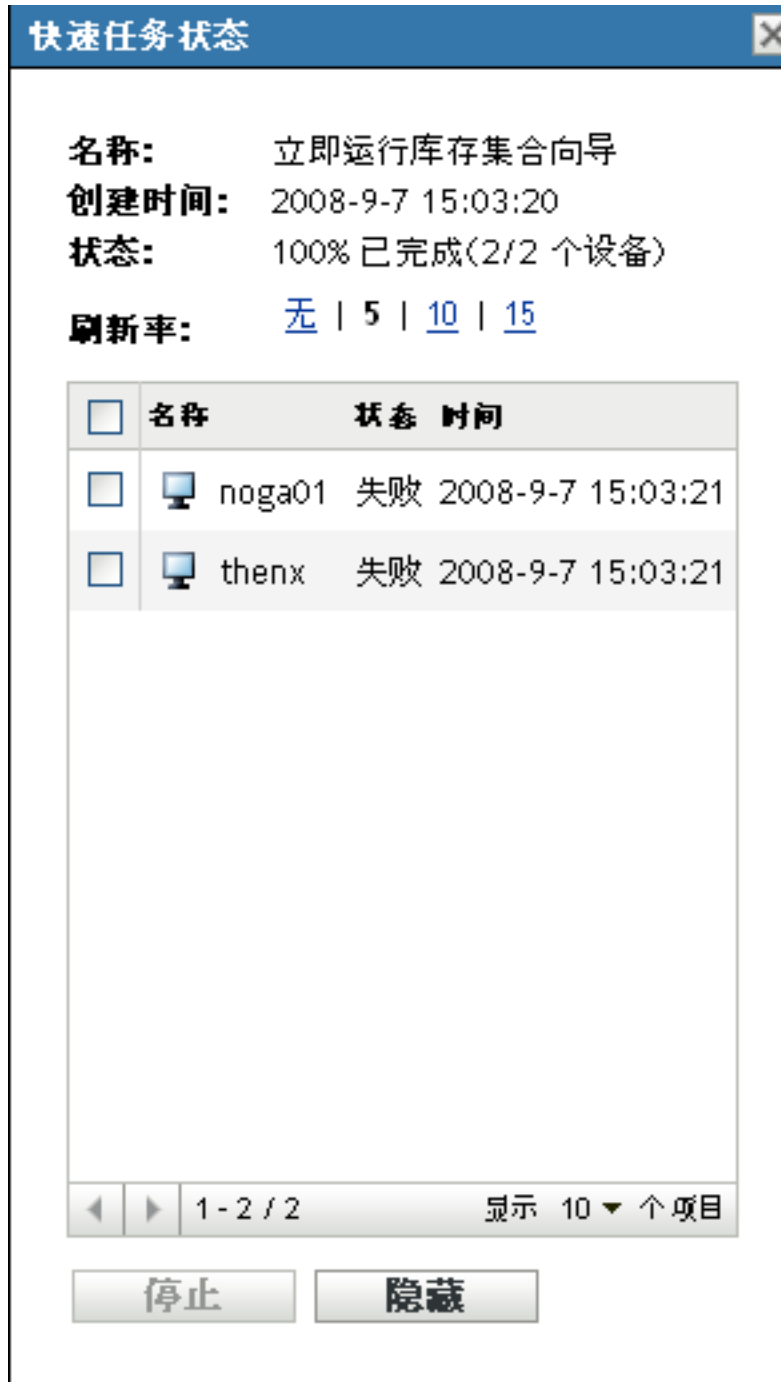 快速任务状态
名称: 立即运行库存集合向导
创建时间: 2008-9-7 15:03:20
状态: 100% 已完成(2/2 个设备)
刷新率: 无 | 5 | 10 | 15
名称 状态 时间
noga01 失败 2008-9-7 15:03:21
thenx 失败 2008-9-7 15:03:21
1 - 2 / 2 显示 10 个项目
停止 隐藏